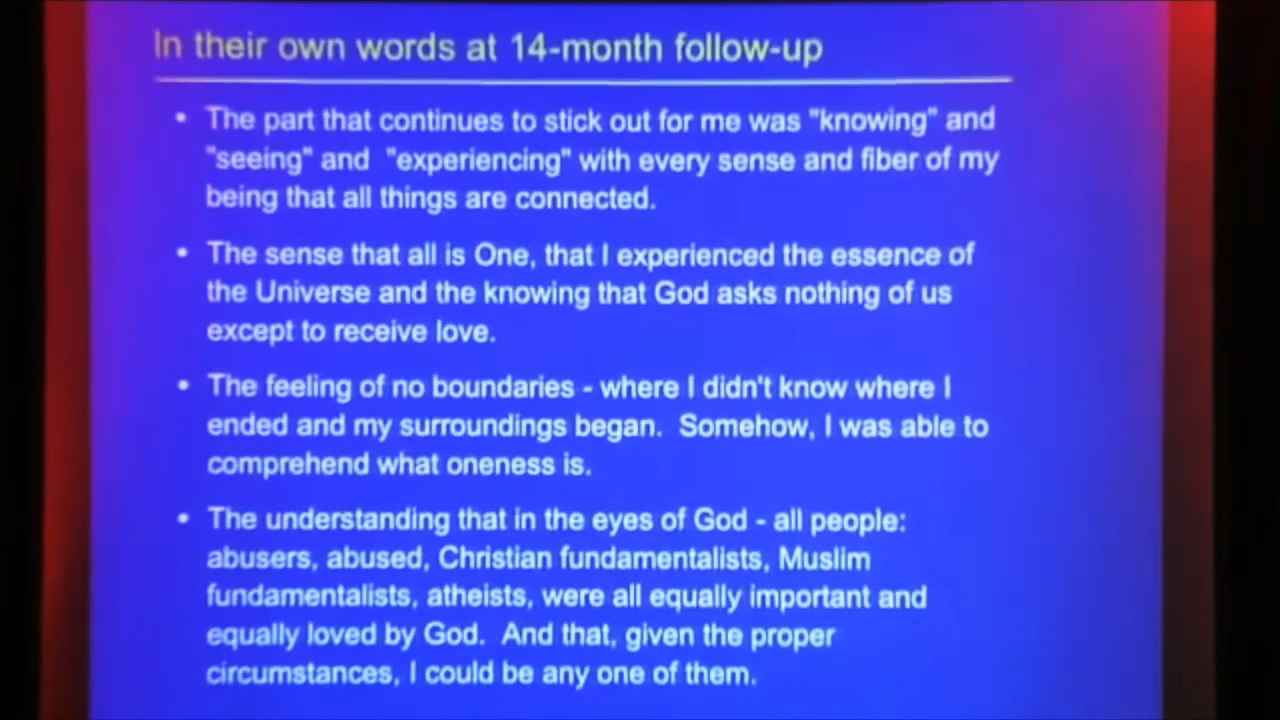 In their own words at 14-month follow-up
• The part that continues to stick out for me was "knowing" and
"seeing" and  "experiencing" with every sense and fiber of my
being that all things are connected.
• The sense that all is One, that I experienced the essence of
the Universe and the knowing that God asks nothing of us
except to receive love.
• The feeling of no boundaries - where I didn't know where I
ended and my surroundings began.  Somehow, I was able to
comprehend what oneness is.
• The understanding that in the eyes of God - all people:
abusers, abused, Christian fundamentalists, Muslim
fundamentalists, atheists, were all equally important and
equally loved by God.  And that, given the proper
circumstances, I could be any one of them.